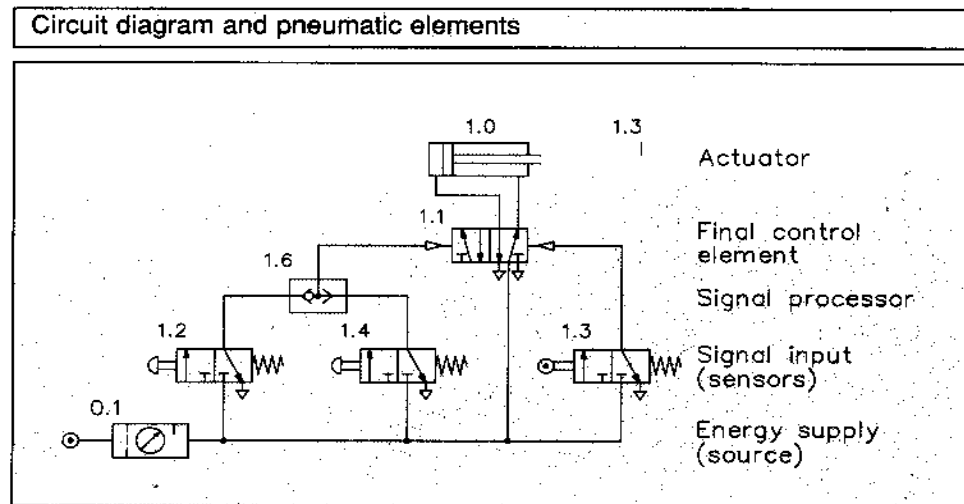 Circuit diagram and pneumatic elements
1.0
1.3
Actuator
1.1
Final control
element
1.6
Signal processor
1.2
1.4
1.3
Signal input
(sensors)
0.1
Energy supply
(source)